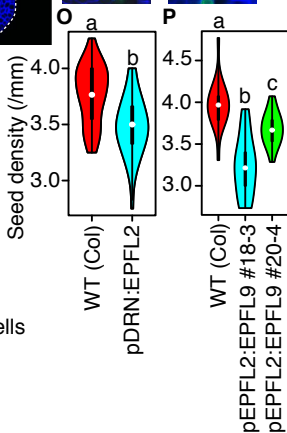 O
P
a
b
a
b
c
4.0
3.5
3.0
4.5
4.0
3.5
3.0
Seed density (/mm)
WT (Col)
pDRN:EPFL2
WT (Col)
pEPFL2:EPFL9 #18-3
pEPFL2:EPFL9 #20-4
ells